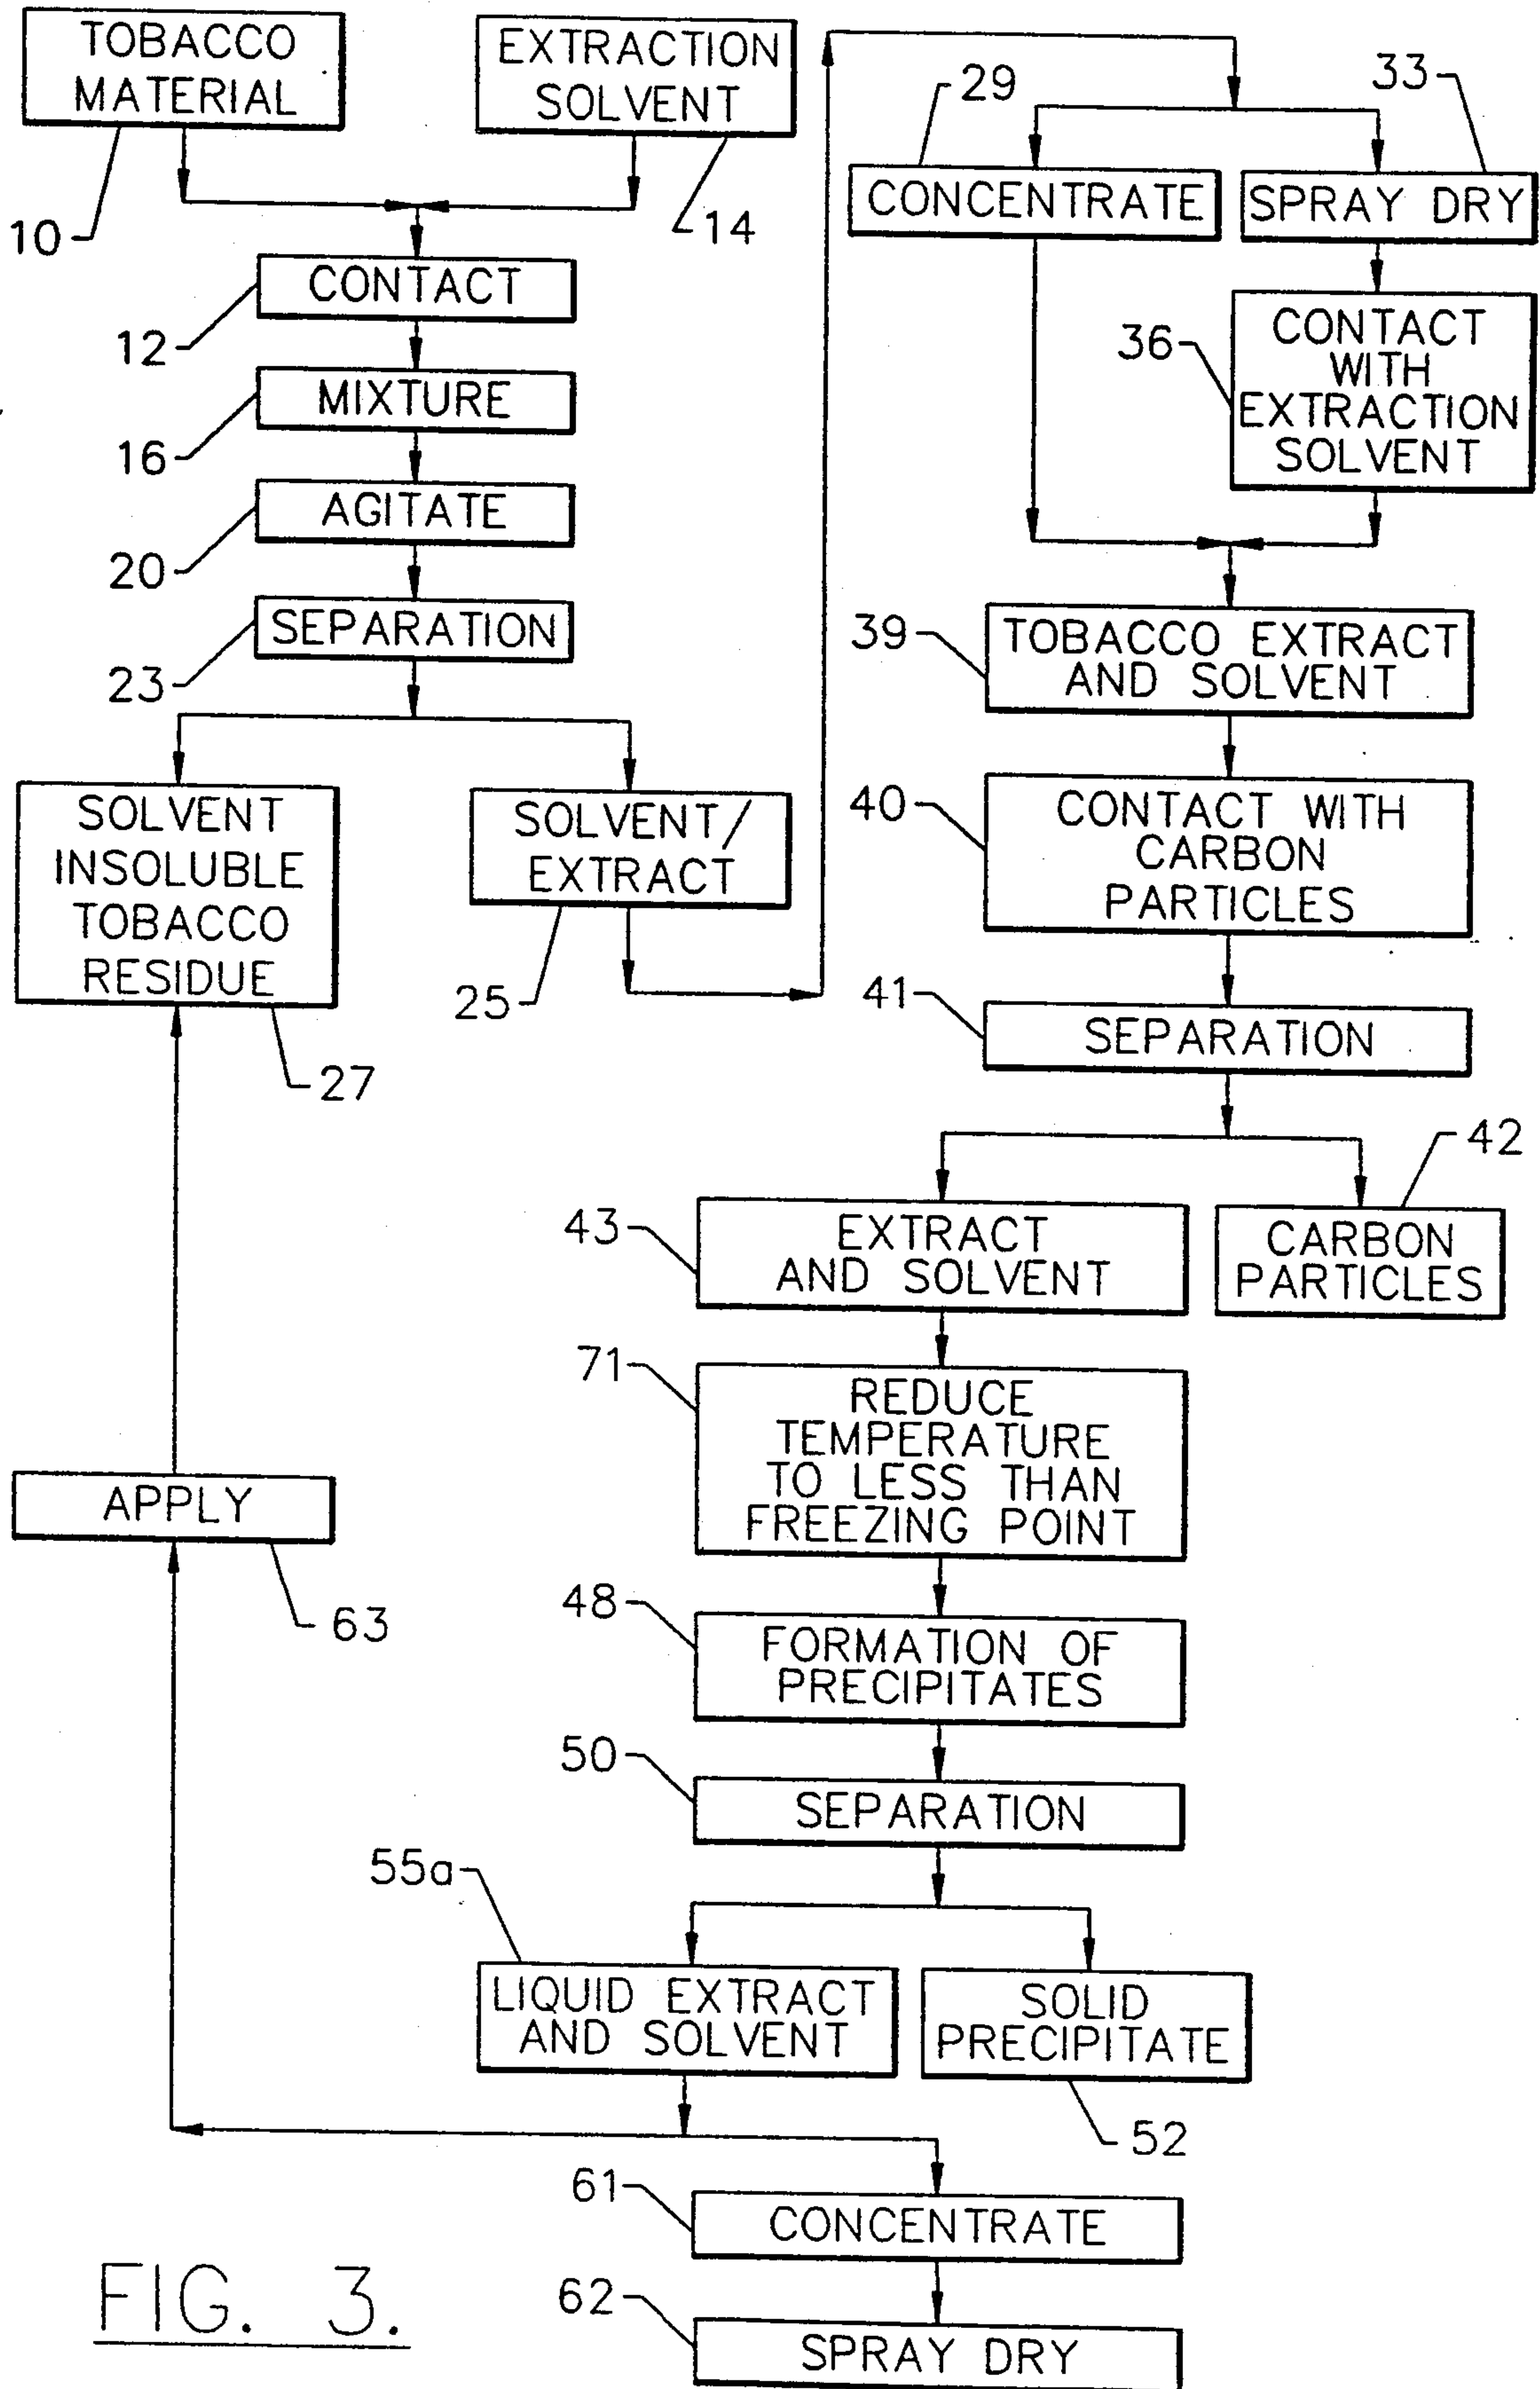 TOBACCO
MATERIAL
10
EXTRACTION
SOLVENT
14
CONTACT
12
MIXTURE
16
AGITATE
20
SEPARATION
23
SOLVENT
INSOLUBLE
TOBACCO
RESIDUE
27
SOLVENT/
EXTRACT
25
29
CONCENTRATE
33
SPRAY DRY
36
CONTACT
WITH
EXTRACTION
SOLVENT
39
TOBACCO EXTRACT
AND SOLVENT
40
CONTACT WITH
CARBON
PARTICLES
41
SEPARATION
43
EXTRACT
AND SOLVENT
42
CARBON
PARTICLES
71
REDUCE
TEMPERATURE
TO LESS THAN
FREEZING POINT
APPLY
63
48
FORMATION OF
PRECIPITATES
50
SEPARATION
55a
LIQUID EXTRACT
AND SOLVENT
SOLID
PRECIPITATE
52
61
CONCENTRATE
62
SPRAY DRY
FIG. 3.